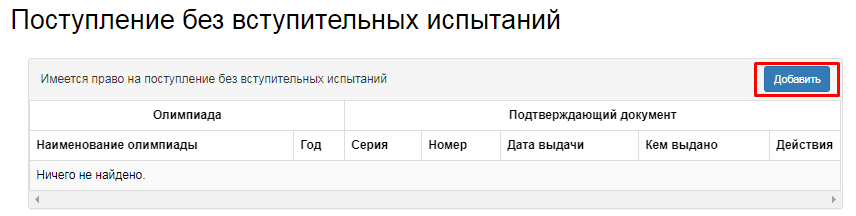 Поступление без вступительных испытаний
Имеется право на поступление без вступительных испытаний Добавить
Олимпиада Подтверждающий документ
Наименование олимпиады Год Серия Номер Дата выдачи Кем выдано Действия
Ничего не найдено.